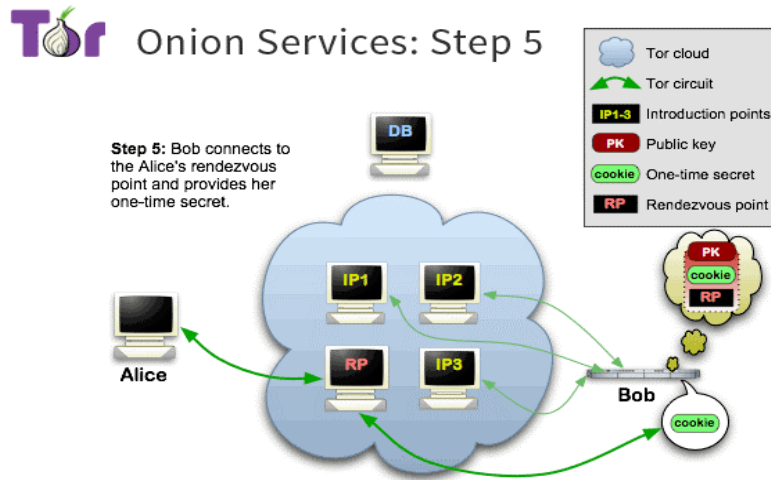 Tor
Onion Services: Step 5
Tor cloud
Tor circuit
IP1-3 Introduction points
PK Public key
cookie One-time secret
RP Rendezvous point
DB
Step 5: Bob connects to
the Alice's rendezvous
point and provides her
one-time secret.
IP1
IP2
PK
cookie
RP
Alice
RP
IP3
Bob
cookie